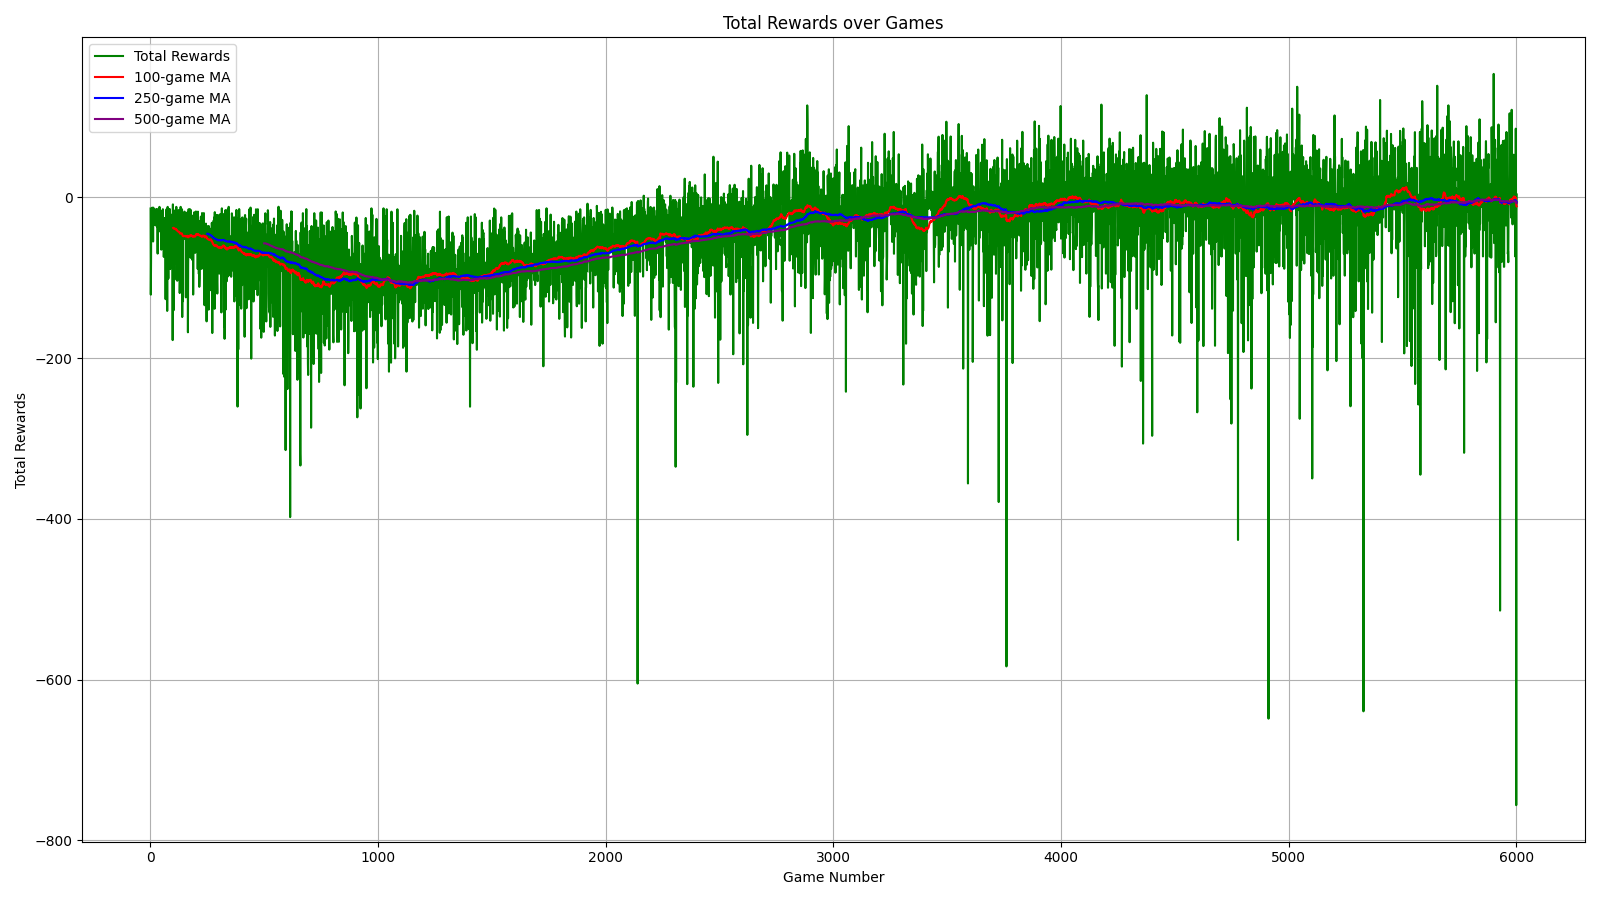 Total Rewards over Games
Total Rewards
100-game MA
250-game MA
500-game MA
0
−200
−400
−600
−800
Total Rewards
0
1000
2000
3000
4000
5000
6000
Game Number